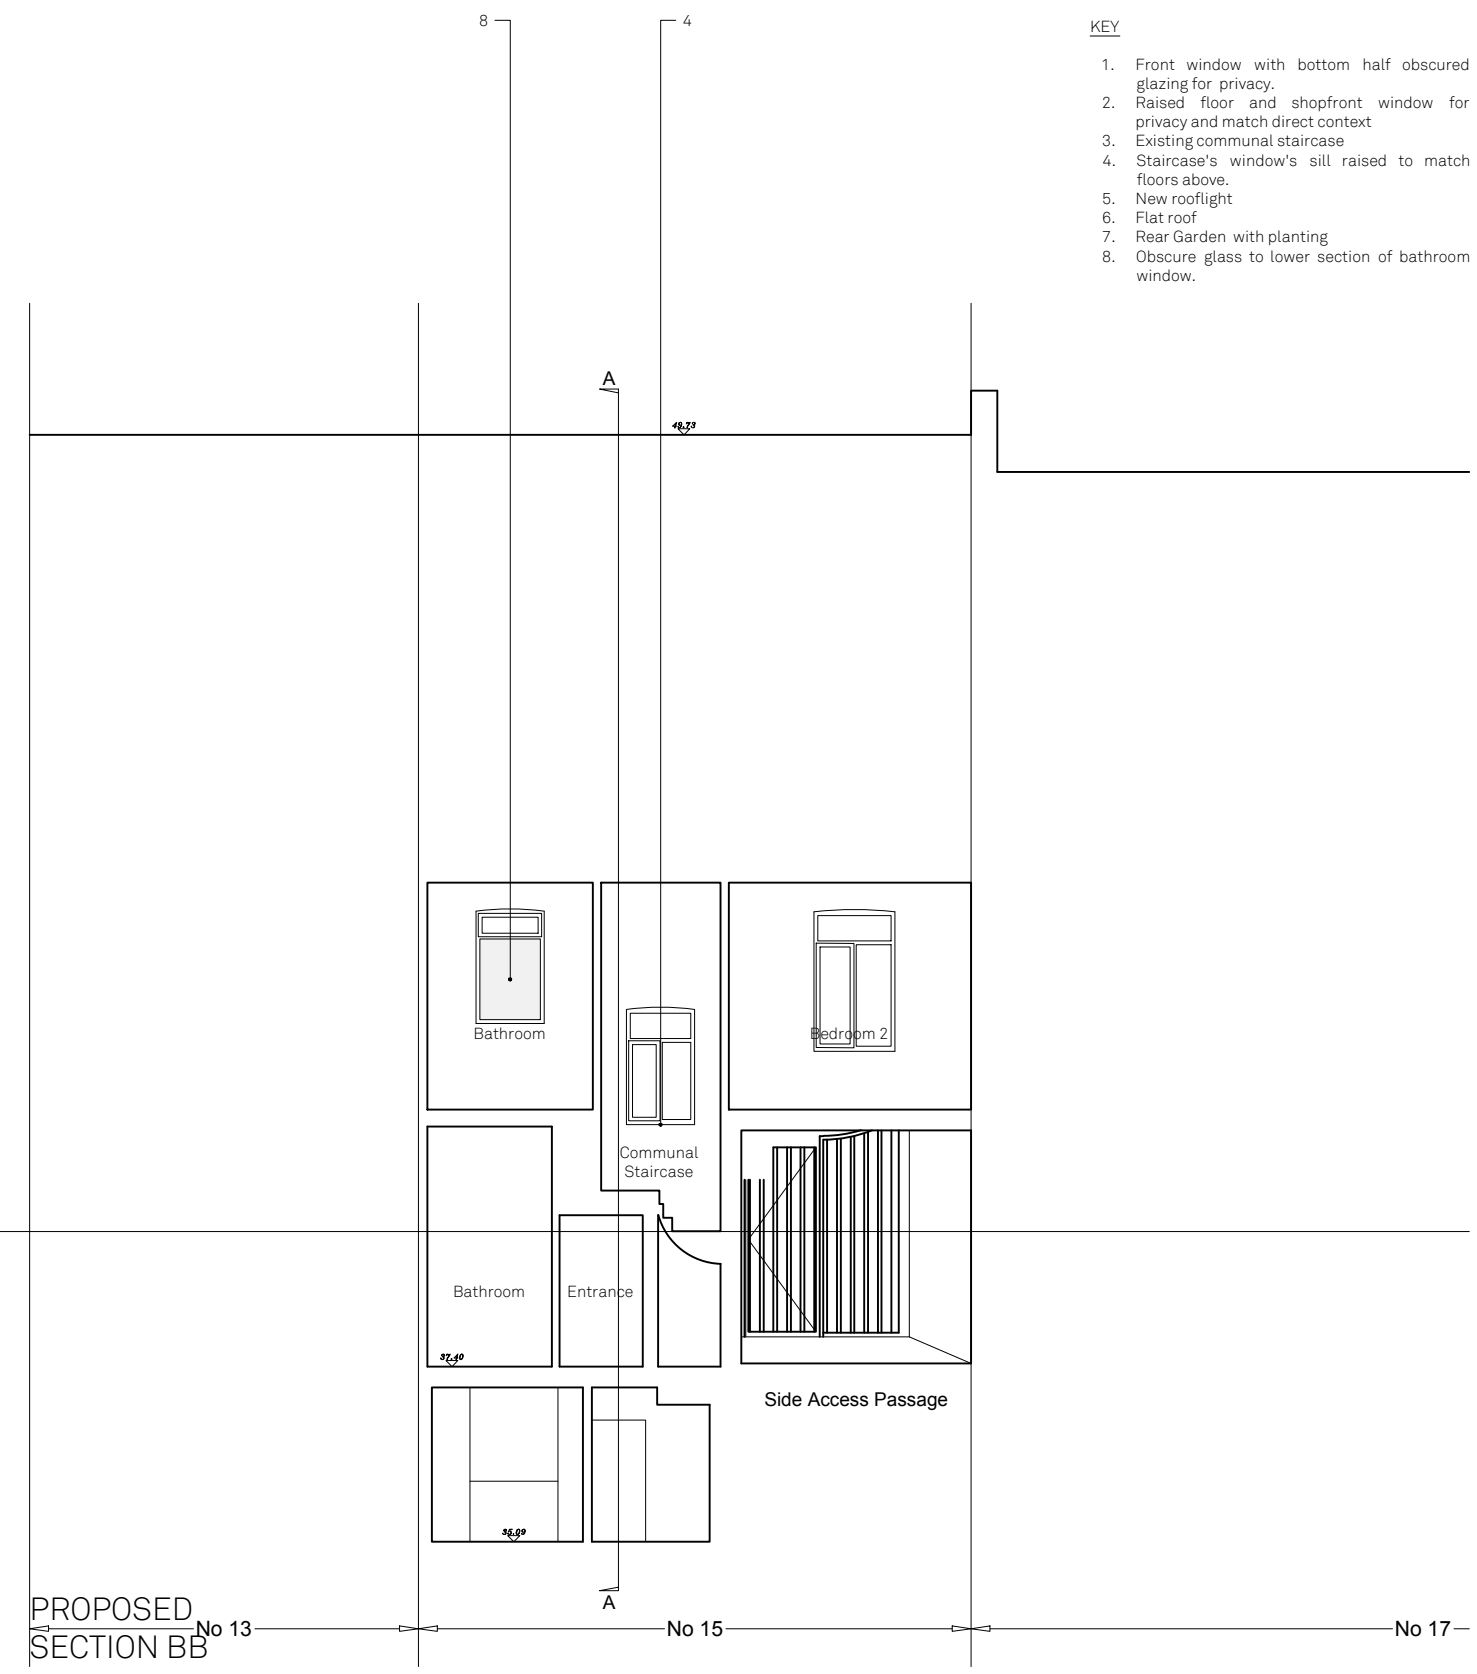 8
4
KEY
1. Front window with bottom half obscured
glazing for privacy.
2. Raised floor and shopfront window for
privacy and match direct context
3. Existing communal staircase
4. Staircase's window's sill raised to match
floors above.
5. New rooflight
6. Flat roof
7. Rear Garden with planting
8. Obscure glass to lower section of bathroom
window.
A
49.73
Bathroom
Bedroom 2
Communal
Staircase
Bathroom
Entrance
37.40
Side Access Passage
35.09
A
PROPOSED
SECTION BB
No 13
No 15
No 17